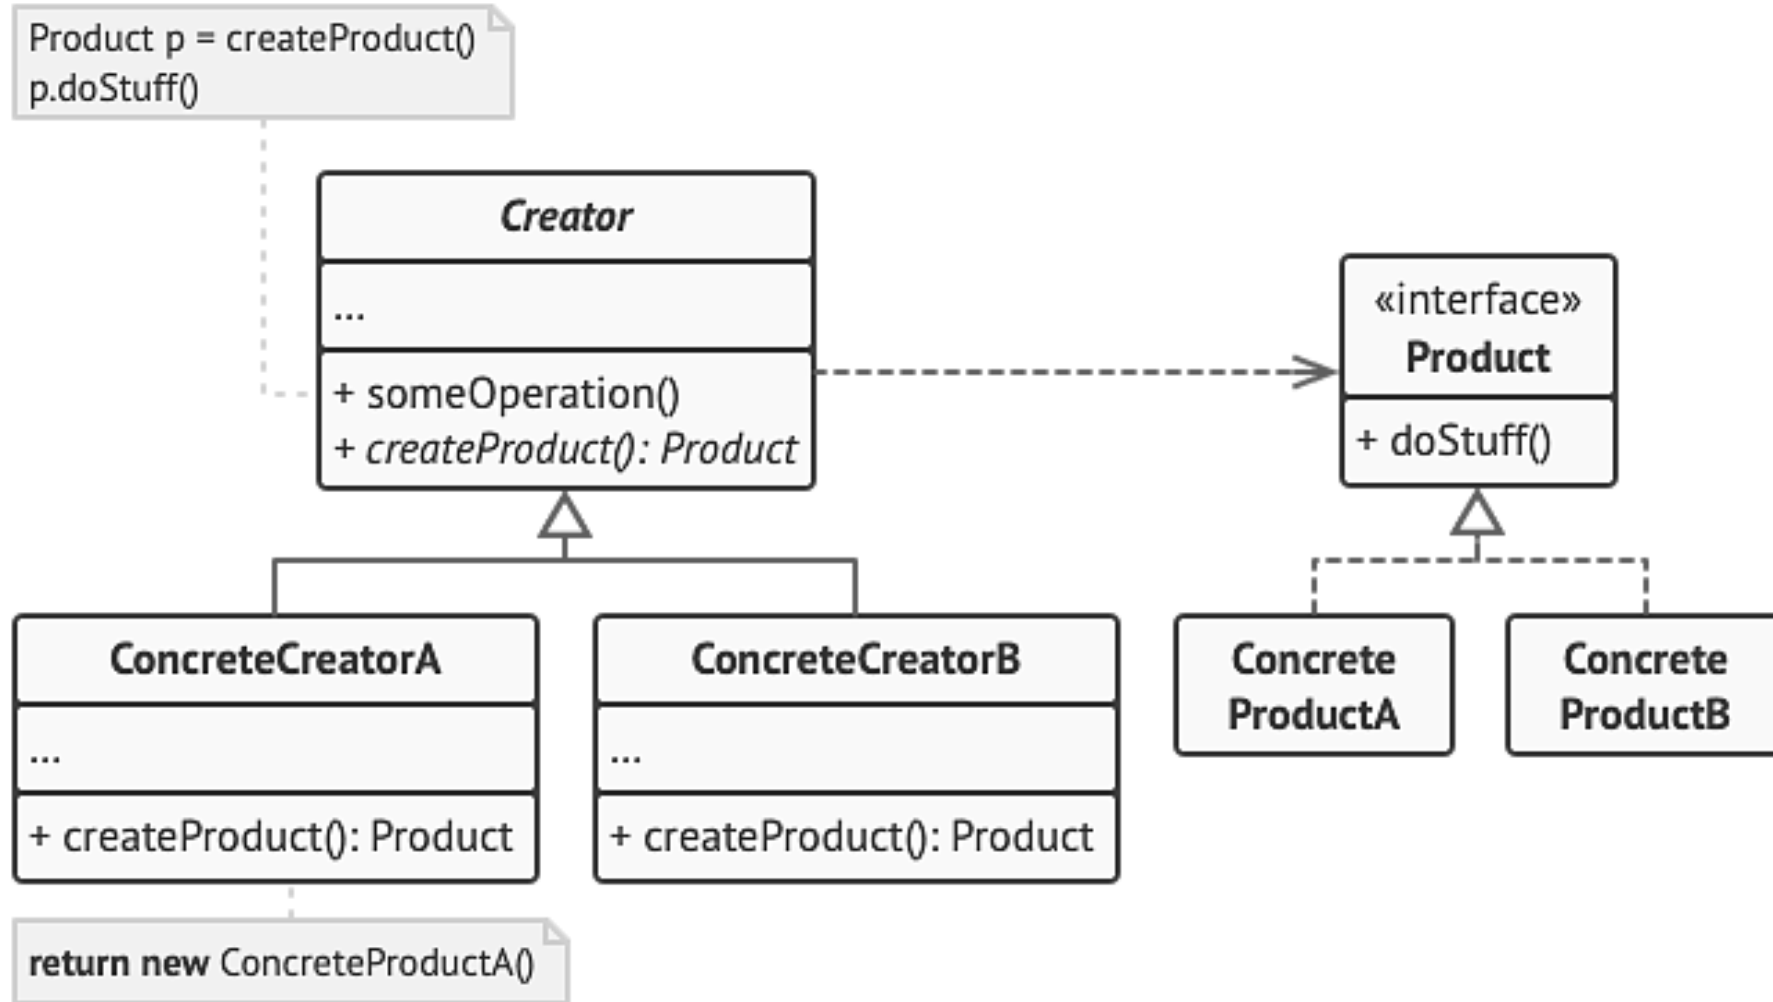 Product p = createProduct()
p.doStuff()
Creator
...
+ someOperation()
+ createProduct(): Product
«interface»
Product
+ doStuff()
ConcreteCreatorA
...
+ createProduct(): Product
ConcreteCreatorB
...
+ createProduct(): Product
Concrete
ProductA
Concrete
ProductB
return new ConcreteProductA()